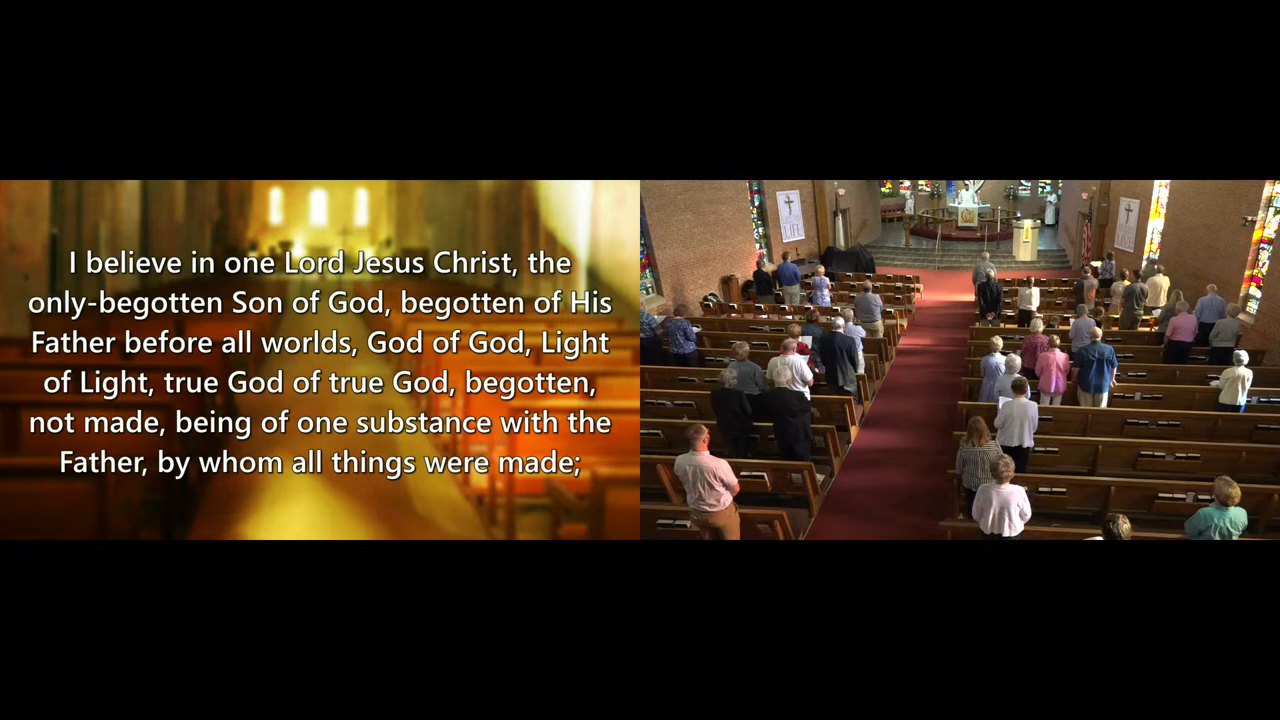 I believe in one Lord Jesus Christ, the
only-begotten Son of God, begotten of His
Father before all worlds, God of God, Light
of Light, true God of true God, begotten,
not made, being of one substance with the
Father, by whom all things were made;
LIFE